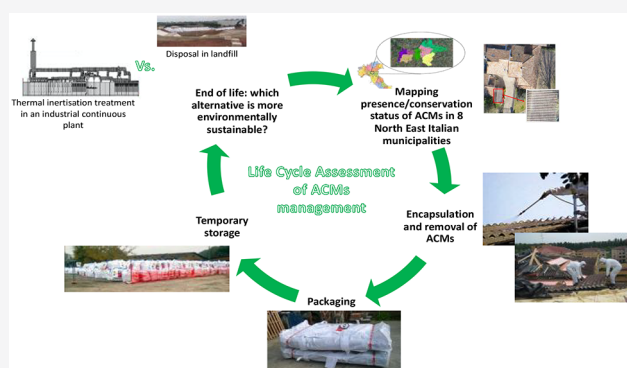 Disposal in landfill
Vs.
Thermal inertisation treatment
in an industrial continuous
plant
End of life: which
alternative is more
environmentally
sustainable?
Mapping
presence/conservation
status of ACMs in 8
North East Italian
municipalities
Life Cycle Assessment
of ACMs
management
Temporary
storage
Encapsulation
and removal of
ACMs
Packaging